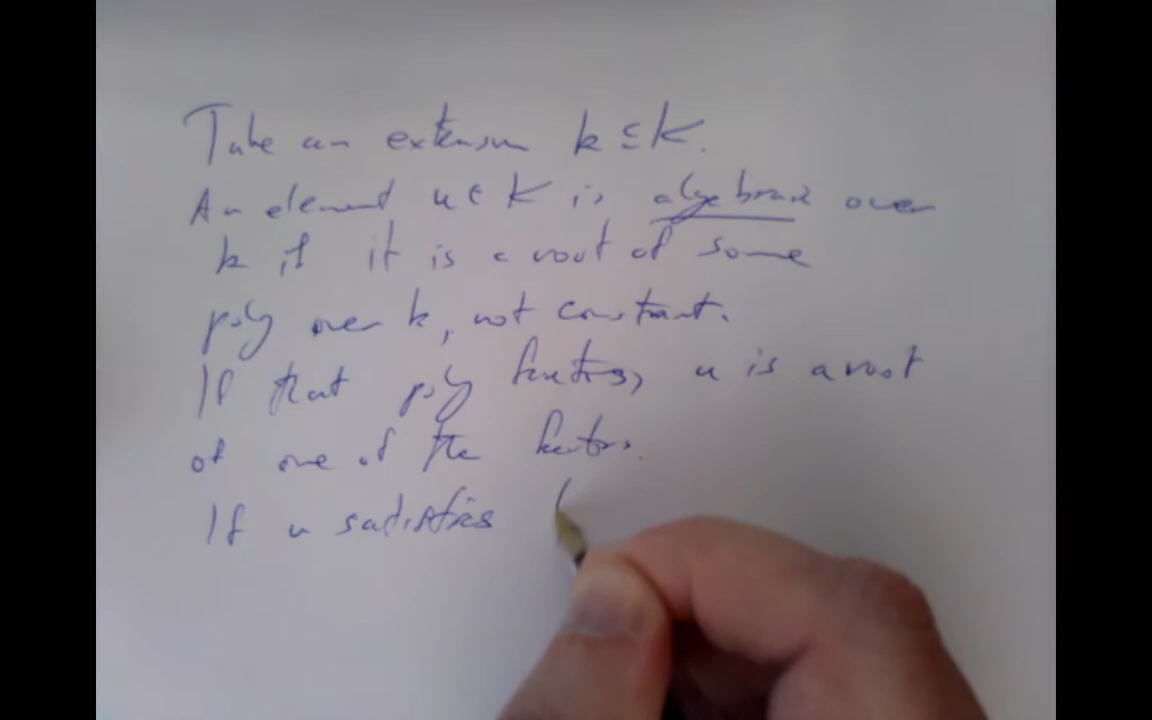 Take an extension k ⊆ K.
An element u ∈ K is algebraic over
k if it is a root of some
poly over k, not constant.
If that poly factors, u is a root
of one of the factors.
If u satisfies